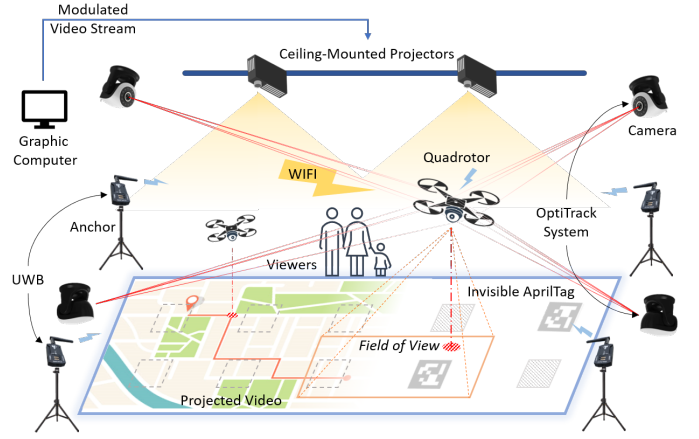 Modulated
Video Stream
Ceiling-Mounted Projectors
Graphic
Computer
Camera
WIFI
Quadrotor
Anchor
OptiTrack
System
UWB
Viewers
Invisible AprilTag
Field of View
Projected Video